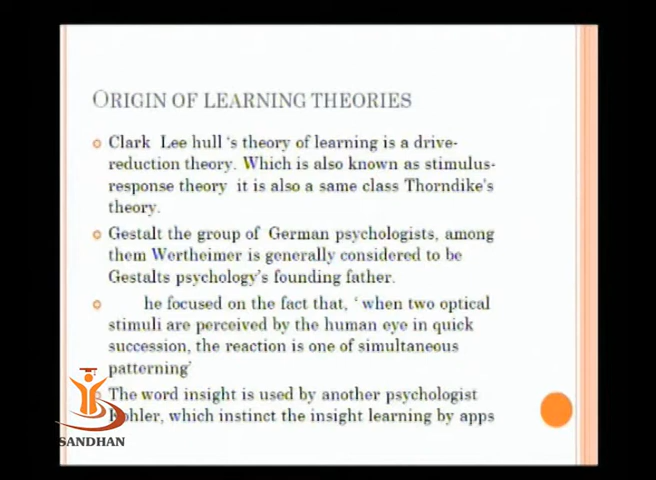 ORIGIN OF LEARNING THEORIES
Clark Lee hull 's theory of learning is a drive-
reduction theory. Which is also known as stimulus-
response theory it is also a same class Thorndike's
theory.
Gestalt the group of German psychologists, among
them Wertheimer is generally considered to be
Gestalts psychology's founding father.
he focused on the fact that, ' when two optical
stimuli are perceived by the human eye in quick
succession, the reaction is one of simultaneous
patterning'
The word insight is used by another psychologist
Kohler, which instinct the insight learning by apps
SANDHAN